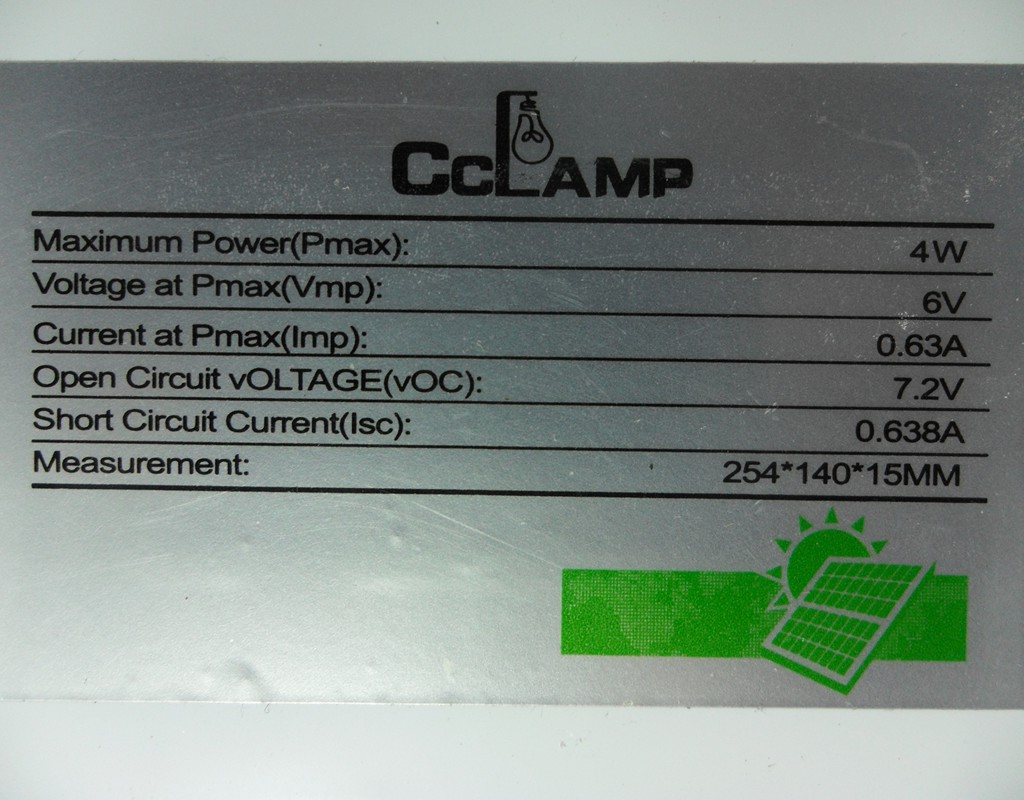 CCLAMP
Maximum Power(Pmax): 4W
Voltage at Pmax(Vmp): 6V
Current at Pmax(Imp): 0.63A
Open Circuit vOLTAGE(vOC): 7.2V
Short Circuit Current(Isc): 0.638A
Measurement: 254*140*15MM